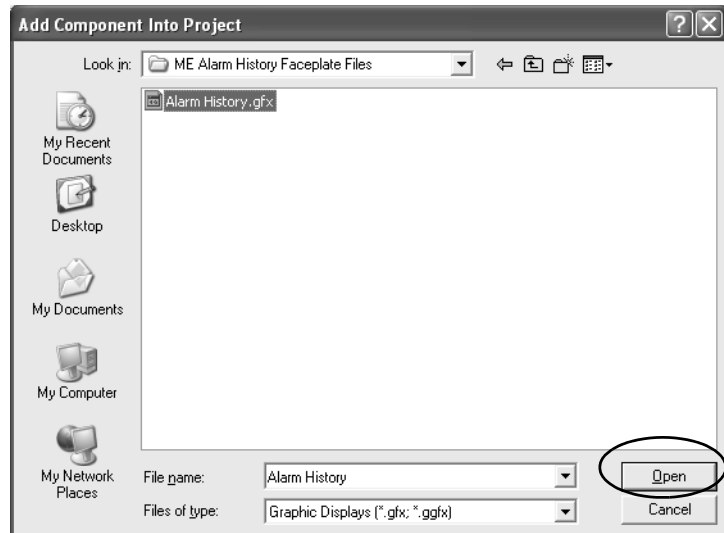 Add Component Into Project
Look in:
ME Alarm History Faceplate Files
Alarm History.gfx
My Recent
Documents
Desktop
My Documents
My Computer
My Network
Places
File name:
Alarm History
Open
Files of type:
Graphic Displays (*.gfx; *.ggfx)
Cancel